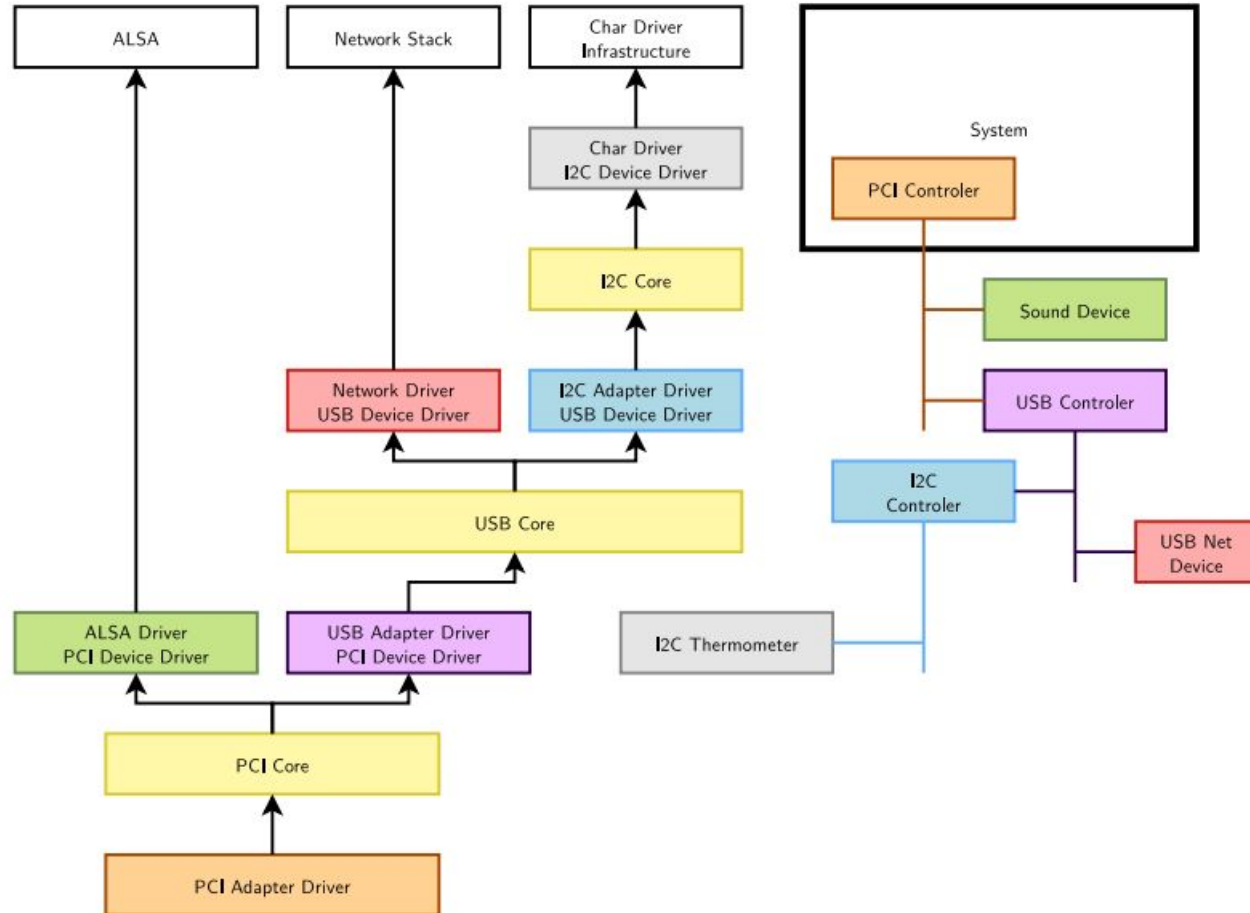 ALSA
Network Stack
Char Driver
Infrastructure
Char Driver
I2C Device Driver
I2C Core
Network Driver
USB Device Driver
I2C Adapter Driver
USB Device Driver
USB Core
ALSA Driver
PCI Device Driver
USB Adapter Driver
PCI Device Driver
PCI Core
PCI Adapter Driver
System
PCI Controler
Sound Device
USB Controler
I2C
Controler
USB Net
Device
I2C Thermometer